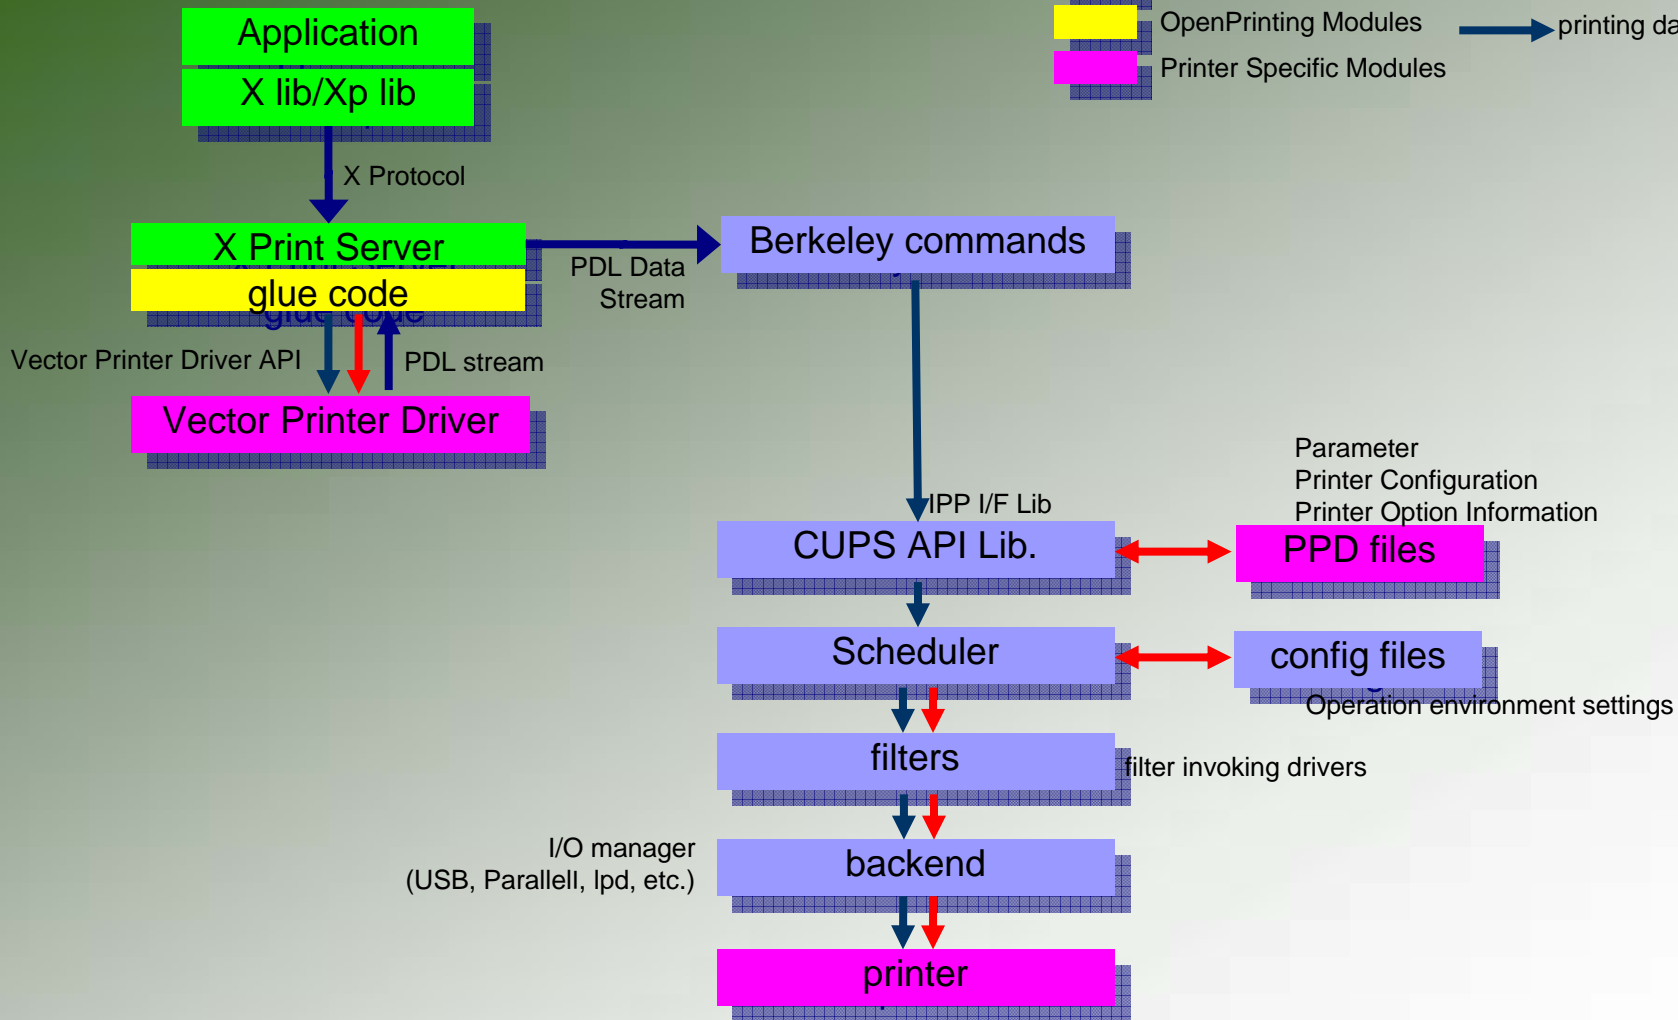 Application
X lib/Xp lib
X Protocol
X Print Server
glue code
Vector Printer Driver API
PDL stream
Vector Printer Driver
PDL Data
Stream
Berkeley commands
IPP I/F Lib
CUPS API Lib.
Scheduler
filters
filter invoking drivers
I/O manager
(USB, Parallell, lpd, etc.)
backend
printer
Parameter
Printer Configuration
Printer Option Information
PPD files
config files
Operation environment settings
OpenPrinting Modules
Printer Specific Modules
printing da